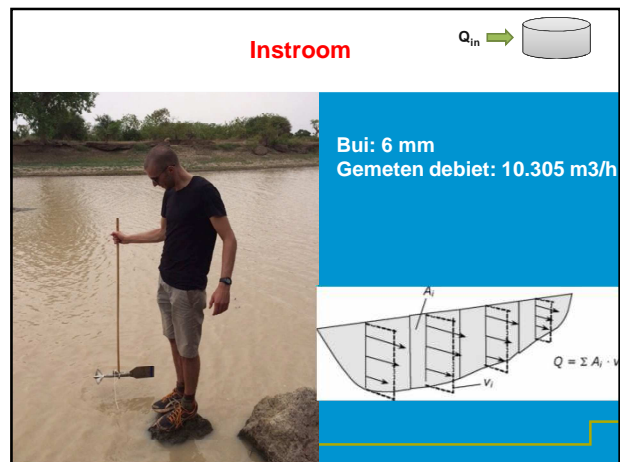 Instroom
Qin
Bui: 6 mm
Gemeten debiet: 10.305 m3/h
Ai
vi
Q = Σ Ai · v